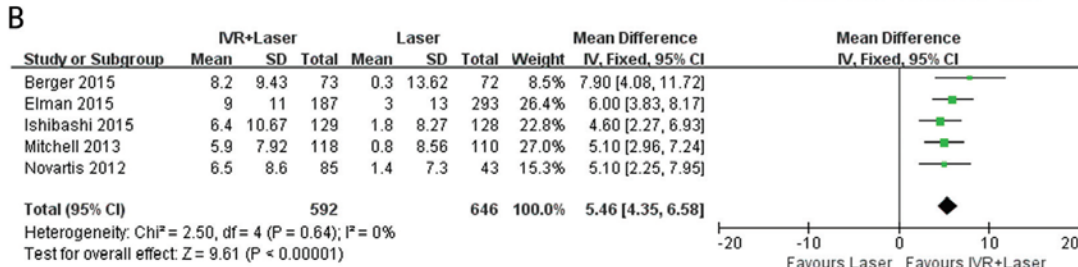 B
IVR+Laser Laser Mean Difference Mean Difference
Study or Subgroup Mean SD Total Mean SD Total Weight IV, Fixed, 95% CI IV, Fixed, 95% CI
Berger 2015 8.2 9.43 73 0.3 13.62 72 8.5% 7.90 [4.08, 11.72]
Elman 2015 9 11 187 3 13 293 26.4% 6.00 [3.83, 8.17]
Ishibashi 2015 6.4 10.67 129 1.8 8.27 128 22.8% 4.60 [2.27, 6.93]
Mitchell 2013 5.9 7.92 118 0.8 8.56 110 27.0% 5.10 [2.96, 7.24]
Novartis 2012 6.5 8.6 85 1.4 7.3 43 15.3% 5.10 [2.25, 7.95]
Total (95% CI) 592 646 100.0% 5.46 [4.35, 6.58]
Heterogeneity: Chi² = 2.50, df = 4 (P = 0.64); I² = 0%
Test for overall effect: Z = 9.61 (P < 0.00001)
-20 -10 0 10 20
Favours Laser Favours IVR+Laser